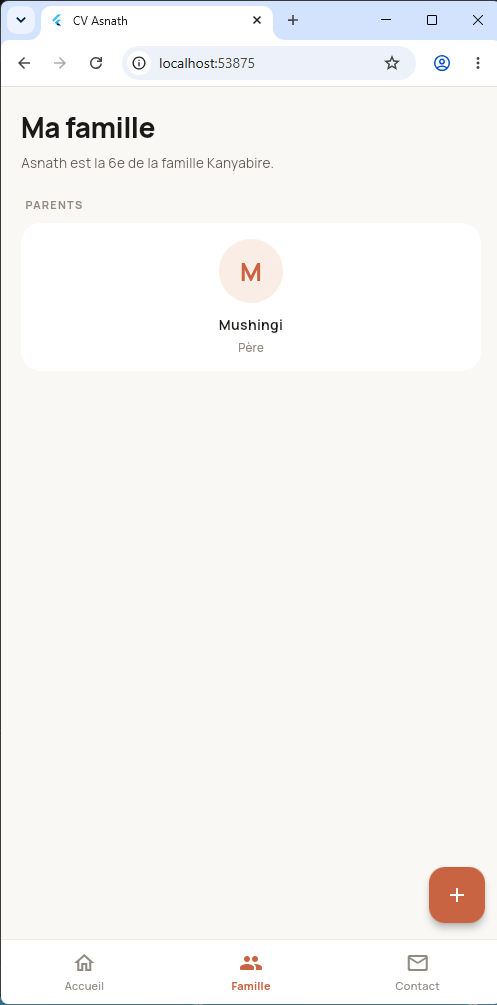 CV Asnath
localhost:53875
Ma famille
Asnath est la 6e de la famille Kanyabire.
PARENTS
M
Mushingi
Père
Accueil
Famille
Contact